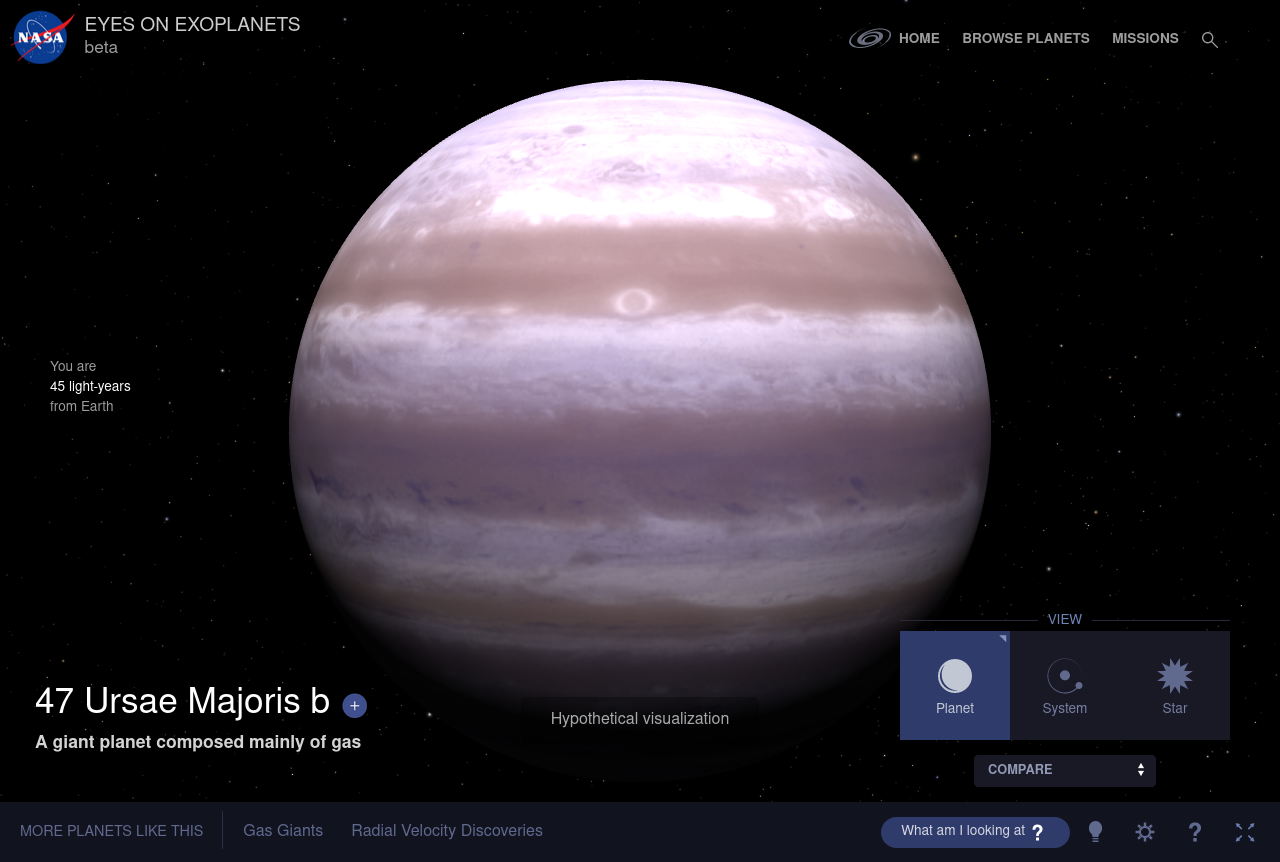 NASA
EYES ON EXOPLANETS
beta
HOME
BROWSE PLANETS
MISSIONS
You are
45 light-years
from Earth
47 Ursae Majoris b +
A giant planet composed mainly of gas
Hypothetical visualization
VIEW
Planet
System
Star
COMPARE
MORE PLANETS LIKE THIS
Gas Giants
Radial Velocity Discoveries
What am I looking at ?
?